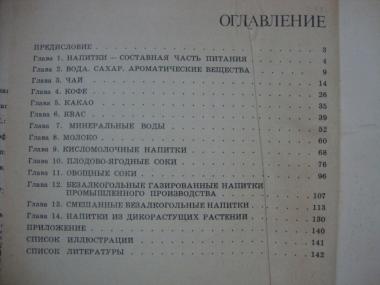 ОГЛАВЛЕНИЕ
ПРЕДИСЛОВИЕ 3
Глава 1. НАПИТКИ — СОСТАВНАЯ ЧАСТЬ ПИТАНИЯ 4
Глава 2. ВОДА. САХАР. АРОМАТИЧЕСКИЕ ВЕЩЕСТВА 9
Глава 3. ЧАЙ 14
Глава 4. КОФЕ 26
Глава 5. КАКАО 35
Глава 6. КВАС 39
Глава 7. МИНЕРАЛЬНЫЕ ВОДЫ 52
Глава 8. МОЛОКО 60
Глава 9. КИСЛОМОЛОЧНЫЕ НАПИТКИ 68
Глава 10. ПЛОДОВО-ЯГОДНЫЕ СОКИ 76
Глава 11. ОВОЩНЫЕ СОКИ 96
Глава 12. БЕЗАЛКОГОЛЬНЫЕ ГАЗИРОВАННЫЕ НАПИТКИ
ПРОМЫШЛЕННОГО ПРОИЗВОДСТВА 107
Глава 13. СМЕШАННЫЕ БЕЗАЛКОГОЛЬНЫЕ НАПИТКИ 113
Глава 14. НАПИТКИ ИЗ ДИКОРАСТУЩИХ РАСТЕНИЙ 130
ПРИЛОЖЕНИЕ 140
СПИСОК ИЛЛЮСТРАЦИЙ 141
СПИСОК ЛИТЕРАТУРЫ 142